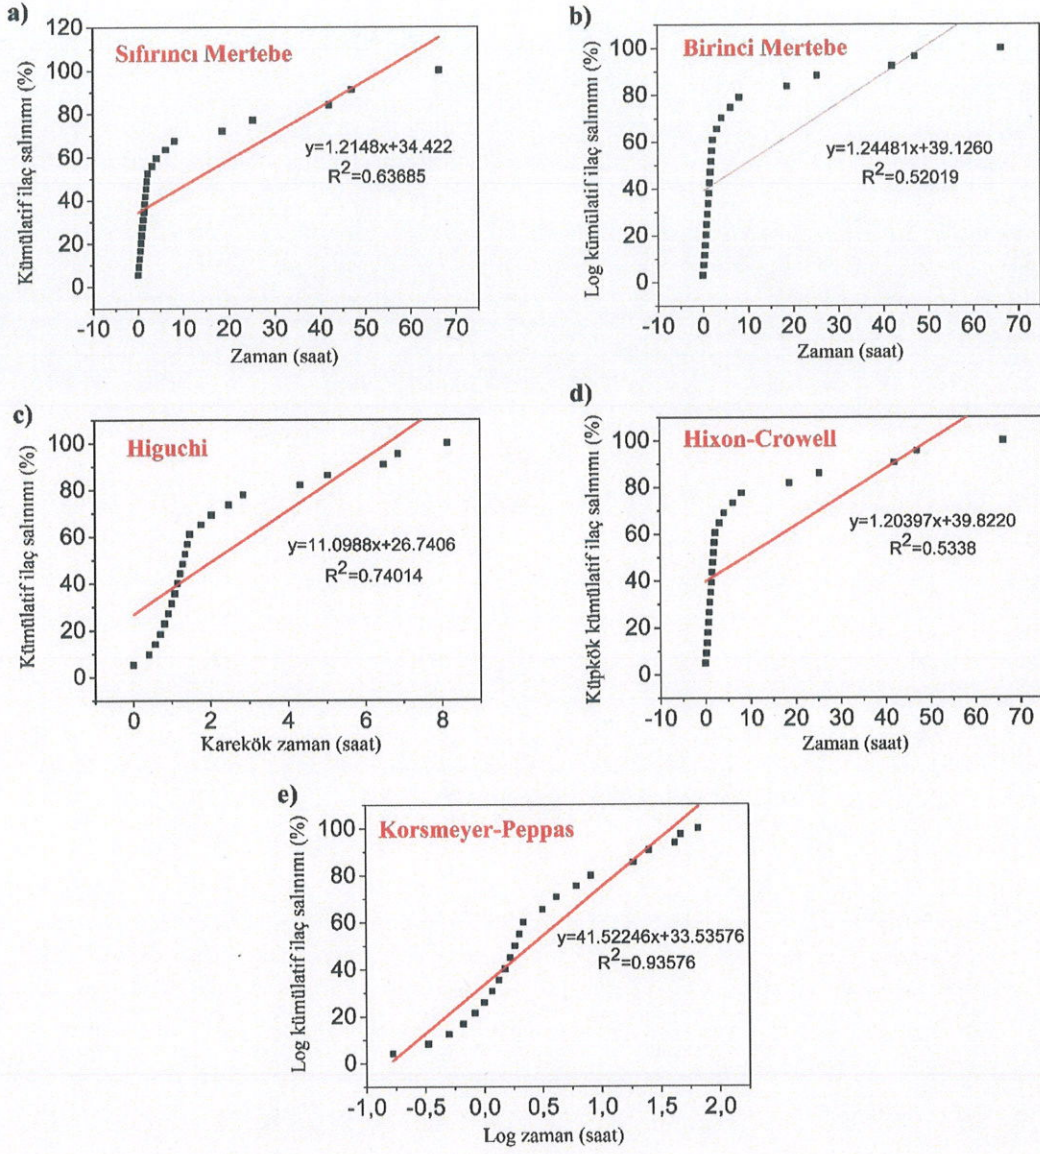 a)
Sıfırıncı Mertebe
Kümülatif ilaç salınımı (%)
120
100
80
60
40
20
0
y=1.2148x+34.422
R2=0.63685
-10 0 10 20 30 40 50 60 70
Zaman (saat)
b)
Birinci Mertebe
Log kümülatif ilaç salınımı (%)
100
80
60
40
20
0
y=1.24481x+39.1260
R2=0.52019
-10 0 10 20 30 40 50 60 70
Zaman (saat)
c)
Higuchi
Kümülatif ilaç salınımı (%)
100
80
60
40
20
0
y=11.0988x+26.7406
R2=0.74014
0 2 4 6 8
Karekök zaman (saat)
d)
Hixon-Crowell
Küpkök kümülatif ilaç salınımı (%)
100
80
60
40
20
0
y=1.20397x+39.8220
R2=0.5338
-10 0 10 20 30 40 50 60 70
Zaman (saat)
e)
Korsmeyer-Peppas
Log kümülatif ilaç salınımı (%)
100
80
60
40
20
0
y=41.52246x+33.53576
R2=0.93576
-1,0 -0,5 0,0 0,5 1,0 1,5 2,0
Log zaman (saat)